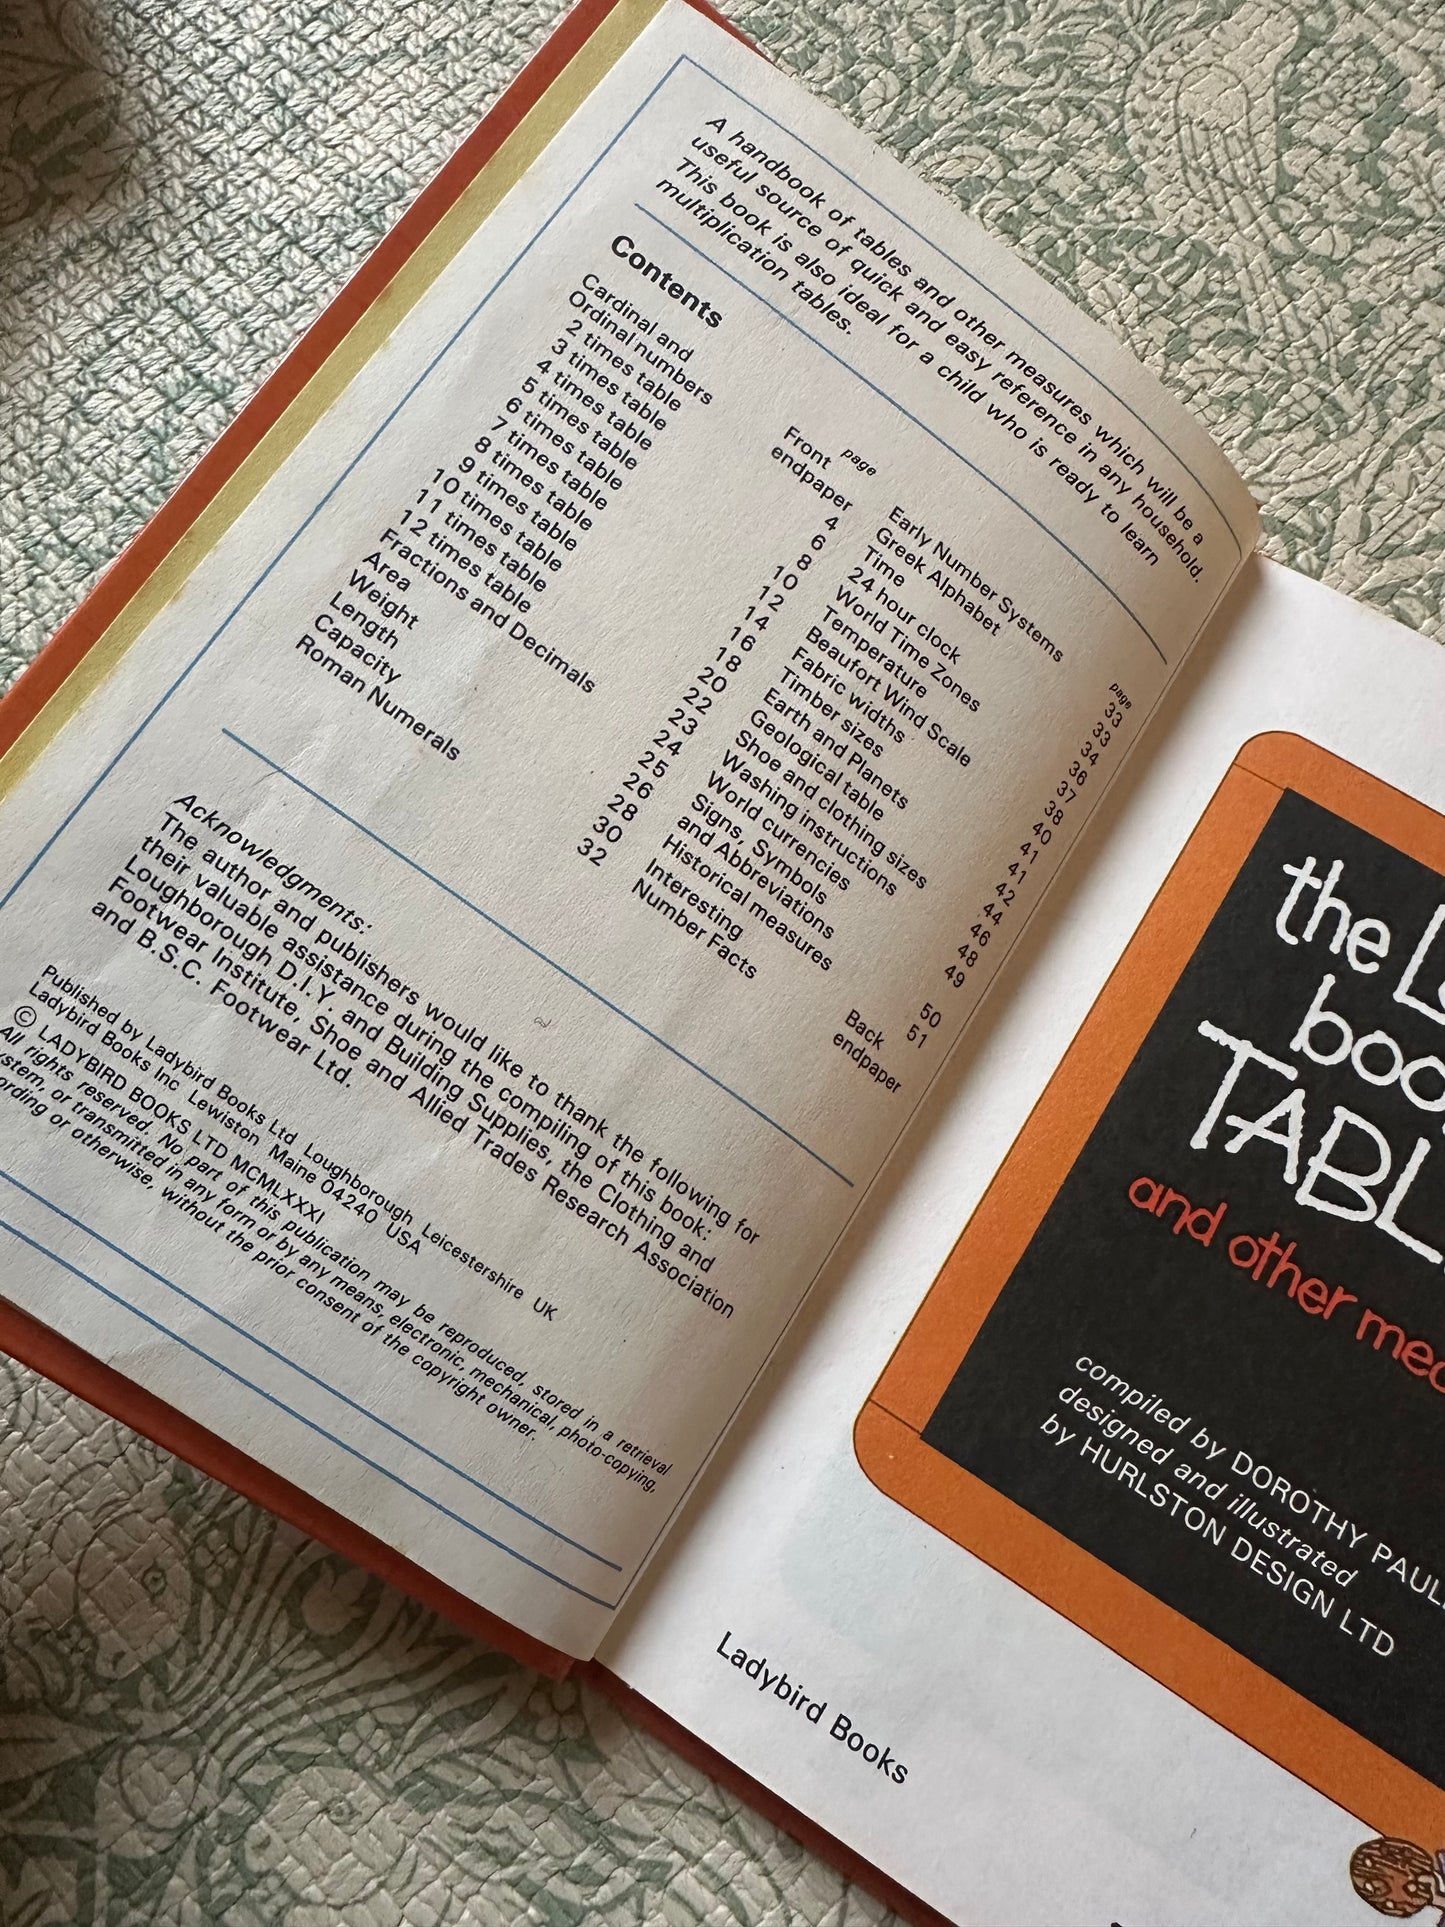 A handbook of tables and other measures which will be a
useful source of quick and easy reference in any household.
This book is also ideal for a child who is ready to learn
multiplication tables.
Contents
page
Cardinal and
Ordinal numbers Front endpaper
2 times table 4
3 times table 6
4 times table 8
5 times table 10
6 times table 12
7 times table 14
8 times table 16
9 times table 18
10 times table 20
11 times table 22
12 times table 23
Fractions and Decimals 24
Area 25
Weight 26
Length 28
Capacity 30
Roman Numerals 32
page
Early Number Systems 33
Greek Alphabet 33
Time 34
24 hour clock 36
World Time Zones 37
Temperature 38
Beaufort Wind Scale 40
Fabric widths 41
Timber sizes 41
Earth and Planets 42
Geological table 44
Shoe and clothing sizes 46
Washing instructions 48
World currencies 49
Signs, Symbols
and Abbreviations 50
Historical measures 51
Interesting Back
Number Facts endpaper
Acknowledgments:
The author and publishers would like to thank the following for
their valuable assistance during the compiling of this book:
Loughborough D.I.Y. and Building Supplies, the Clothing and
Footwear Institute, Shoe and Allied Trades Research Association
and B.S.C. Footwear Ltd.
Published by Ladybird Books Ltd Loughborough Leicestershire UK
Ladybird Books Inc Lewiston Maine 04240 USA
© LADYBIRD BOOKS LTD MCMLXXXI
All rights reserved. No part of this publication may be reproduced, stored in a retrieval
system, or transmitted in any form or by any means, electronic, mechanical, photo-copying,
or otherwise, without the prior consent of the copyright owner.
the
TABL
and other
compiled by DOROTHY
designed and illustrated
by HURLSTON DESIGN LTD
Ladybird Books